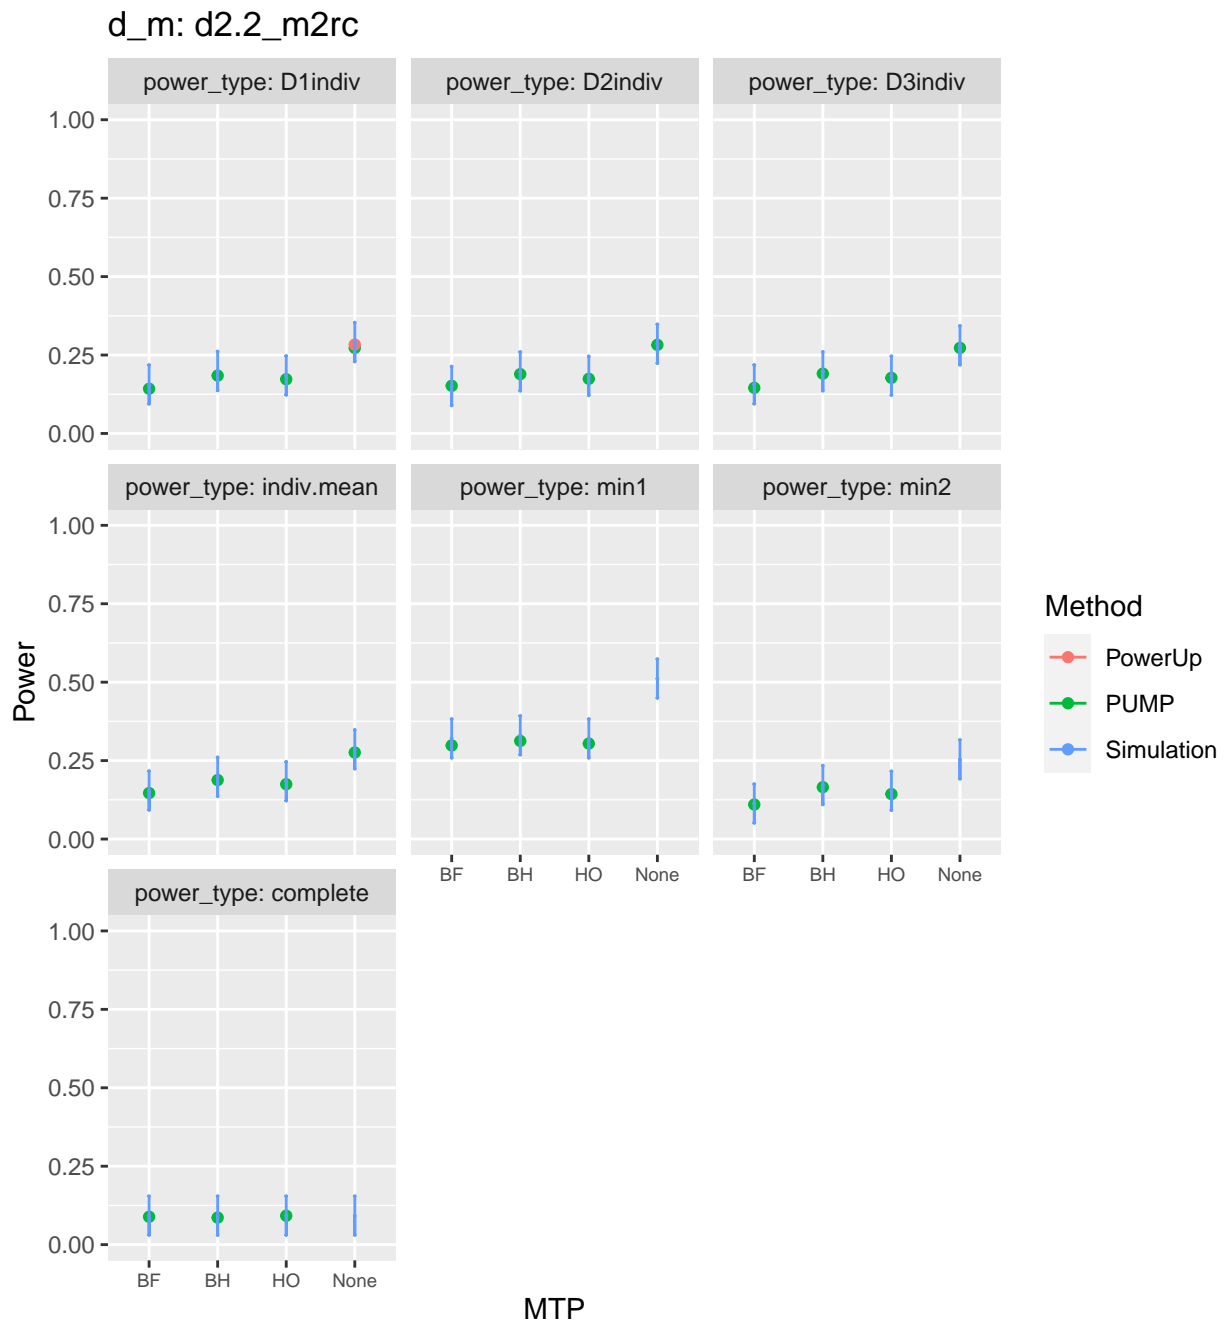 d_m: d2.2_m2rc
power_type: D1indiv
power_type: D2indiv
power_type: D3indiv
1.00
0.75
0.50
0.25
0.00
power_type: indiv.mean
power_type: min1
power_type: min2
1.00
0.75
0.50
0.25
0.00
BF BH HO None
BF BH HO None
power_type: complete
1.00
0.75
0.50
0.25
0.00
BF BH HO None
MTP
Power
Method
PowerUp
PUMP
Simulation